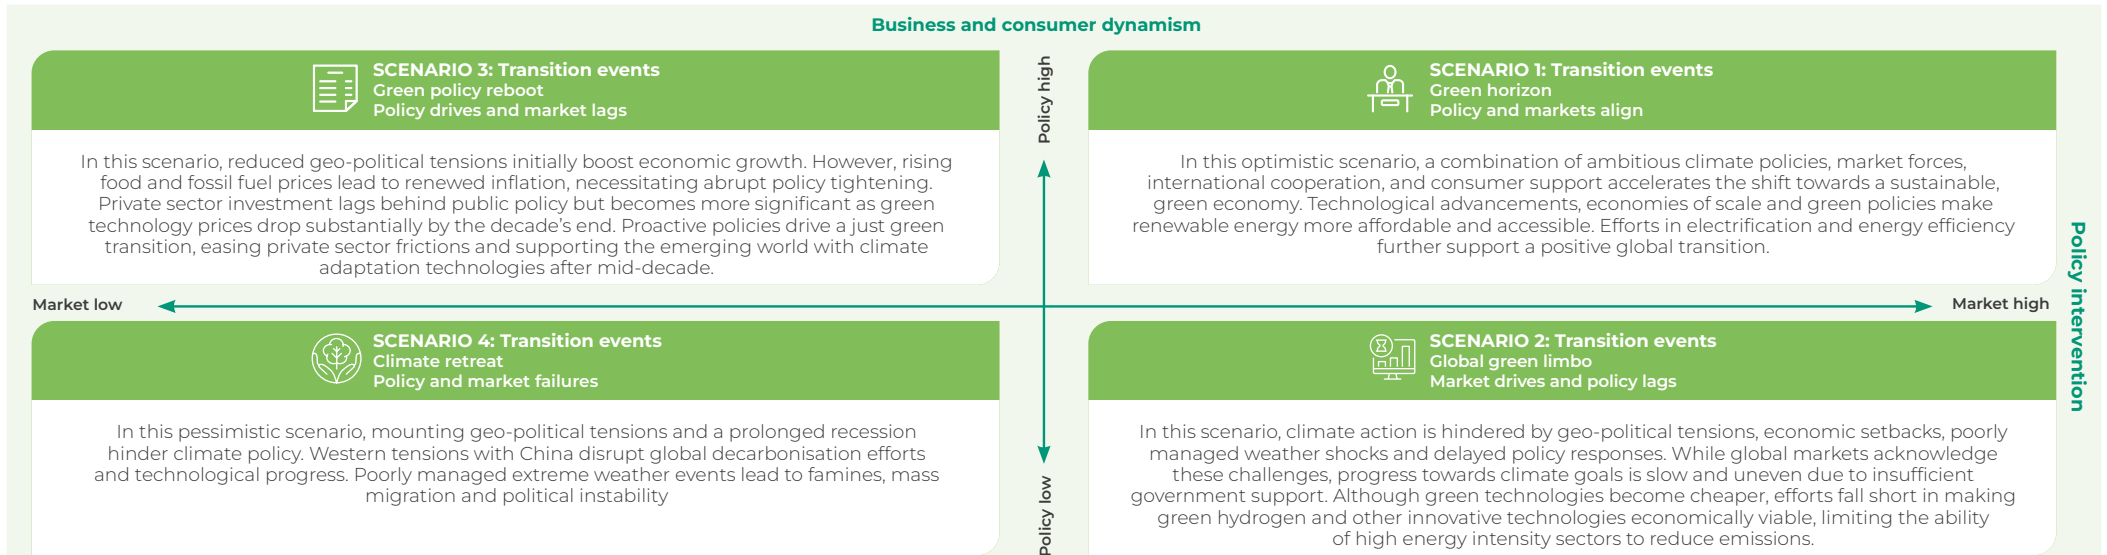 Business and consumer dynamism
SCENARIO 3: Transition events
Green policy reboot
Policy drives and market lags
In this scenario, reduced geo-political tensions initially boost economic growth. However, rising
food and fossil fuel prices lead to renewed inflation, necessitating abrupt policy tightening.
Private sector investment lags behind public policy but becomes more significant as green
technology prices drop substantially by the decade's end. Proactive policies drive a just green
transition, easing private sector frictions and supporting the emerging world with climate
adaptation technologies after mid-decade.
Policy high
SCENARIO 1: Transition events
Green horizon
Policy and markets align
In this optimistic scenario, a combination of ambitious climate policies, market forces,
international cooperation, and consumer support accelerates the shift towards a sustainable,
green economy. Technological advancements, economies of scale and green policies make
renewable energy more affordable and accessible. Efforts in electrification and energy efficiency
further support a positive global transition.
Market low
Market high
Policy intervention
SCENARIO 4: Transition events
Climate retreat
Policy and market failures
In this pessimistic scenario, mounting geo-political tensions and a prolonged recession
hinder climate policy. Western tensions with China disrupt global decarbonisation efforts
and technological progress. Poorly managed extreme weather events lead to famines, mass
migration and political instability
Policy low
SCENARIO 2: Transition events
Global green limbo
Market drives and policy lags
In this scenario, climate action is hindered by geo-political tensions, economic setbacks, poorly
managed weather shocks and delayed policy responses. While global markets acknowledge
these challenges, progress towards climate goals is slow and uneven due to insufficient
government support. Although green technologies become cheaper, efforts fall short in making
green hydrogen and other innovative technologies economically viable, limiting the ability
of high energy intensity sectors to reduce emissions.